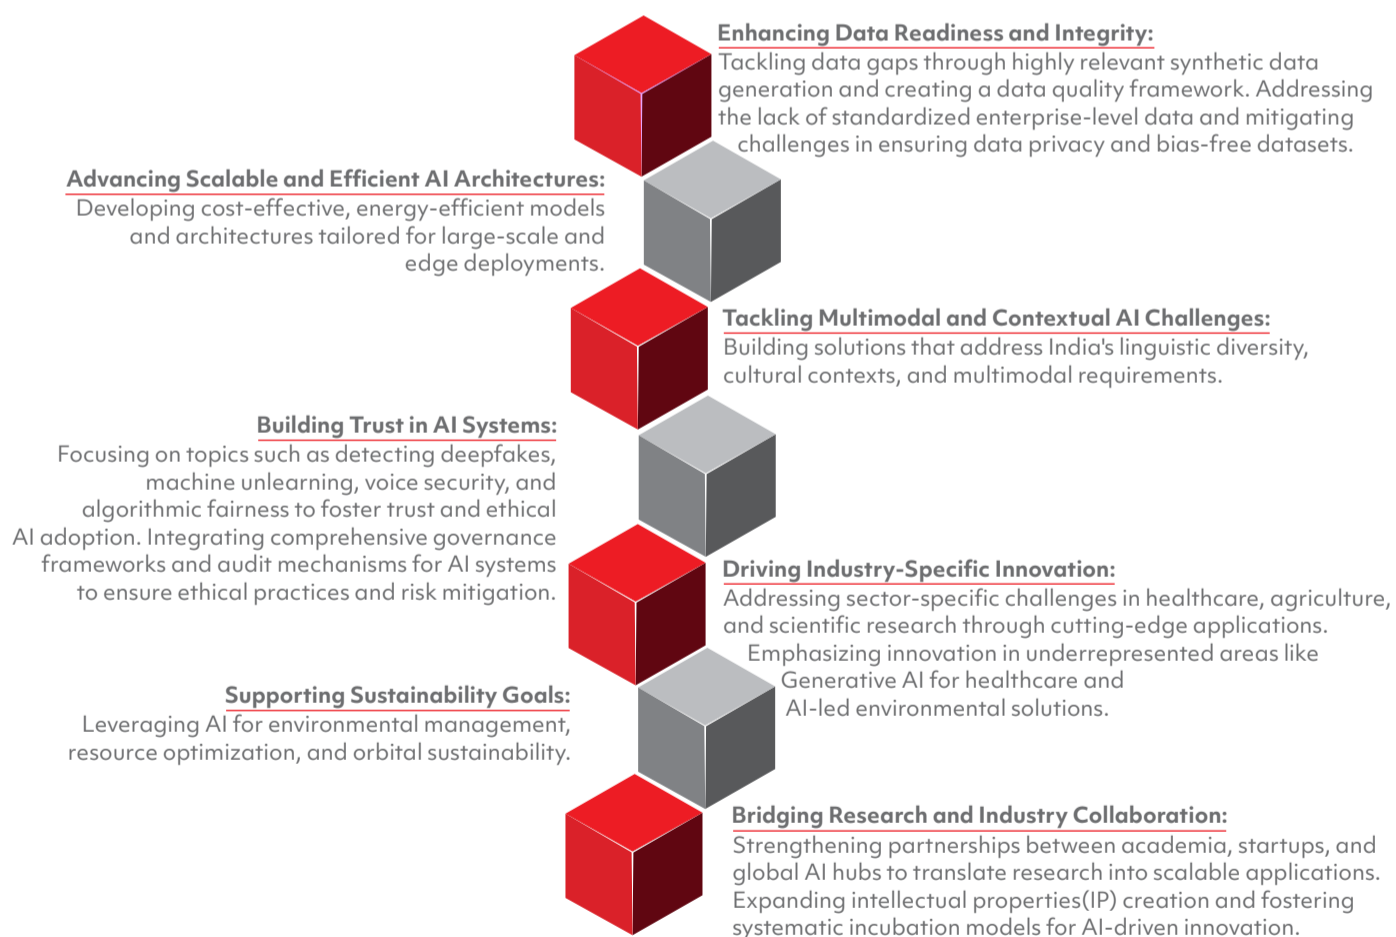 Enhancing Data Readiness and Integrity:
Tackling data gaps through highly relevant synthetic data
generation and creating a data quality framework. Addressing
the lack of standardized enterprise-level data and mitigating
challenges in ensuring data privacy and bias-free datasets.
Advancing Scalable and Efficient AI Architectures:
Developing cost-effective, energy-efficient models
and architectures tailored for large-scale and
edge deployments.
Tackling Multimodal and Contextual AI Challenges:
Building solutions that address India's linguistic diversity,
cultural contexts, and multimodal requirements.
Building Trust in AI Systems:
Focusing on topics such as detecting deepfakes,
machine unlearning, voice security, and
algorithmic fairness to foster trust and ethical
AI adoption. Integrating comprehensive governance
frameworks and audit mechanisms for AI systems
to ensure ethical practices and risk mitigation.
Driving Industry-Specific Innovation:
Addressing sector-specific challenges in healthcare, agriculture,
and scientific research through cutting-edge applications.
Emphasizing innovation in underrepresented areas like
Generative AI for healthcare and
AI-led environmental solutions.
Supporting Sustainability Goals:
Leveraging AI for environmental management,
resource optimization, and orbital sustainability.
Bridging Research and Industry Collaboration:
Strengthening partnerships between academia, startups, and
global AI hubs to translate research into scalable applications.
Expanding intellectual properties(IP) creation and fostering
systematic incubation models for AI-driven innovation.